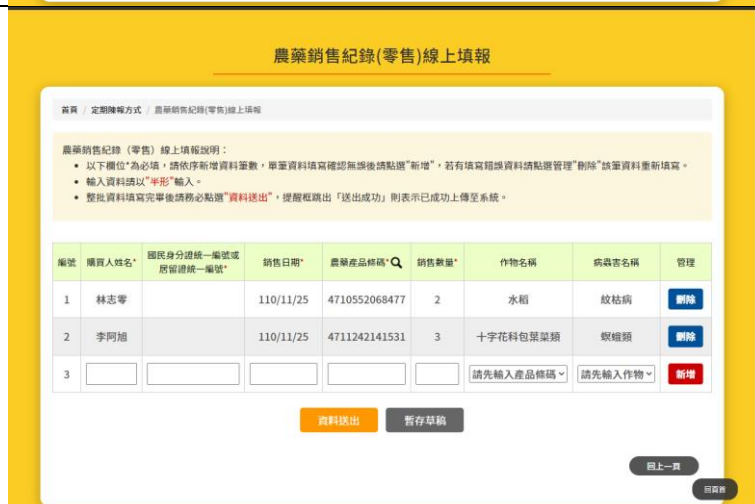 農藥銷售紀錄(零售)線上填報
首頁 / 定期陳報方式 / 農藥銷售紀錄(零售)線上填報
農藥銷售紀錄（零售）線上填報說明：
• 以下欄位*為必填，請依序新增資料筆數，單筆資料填寫確認無誤後請點選"新增"，若有填寫錯誤資料請點選管理"刪除"該筆資料重新填寫。
• 輸入資料請以"半形"輸入。
• 整批資料填寫完畢後請務必點選"資料送出"，提醒框跳出「送出成功」則表示已成功上傳至系統。
編號 購買人姓名* 國民身分證統一編號或居留證統一編號* 銷售日期* 農藥產品條碼* 銷售數量* 作物名稱 病蟲害名稱 管理
1 林志零 110/11/25 4710552068477 2 水稻 紋枯病 刪除
2 李阿旭 110/11/25 4711242141531 3 十字花科包葉菜類 螟蛾類 刪除
3 請先輸入產品條碼 請先輸入作物 新增
資料送出 暫存草稿
回上一頁
回頁首